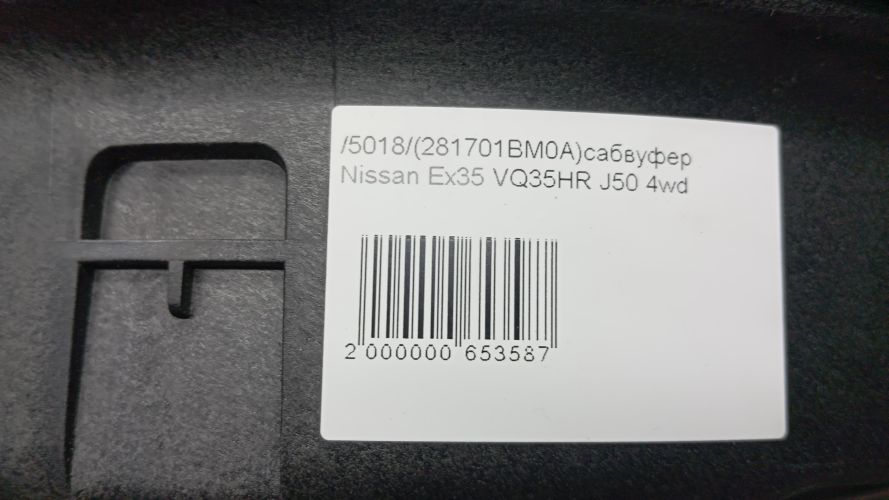 /5018/(281701BM0A)сабвуфер
Nissan Ex35 VQ35HR J50 4wd
2 000000 653587